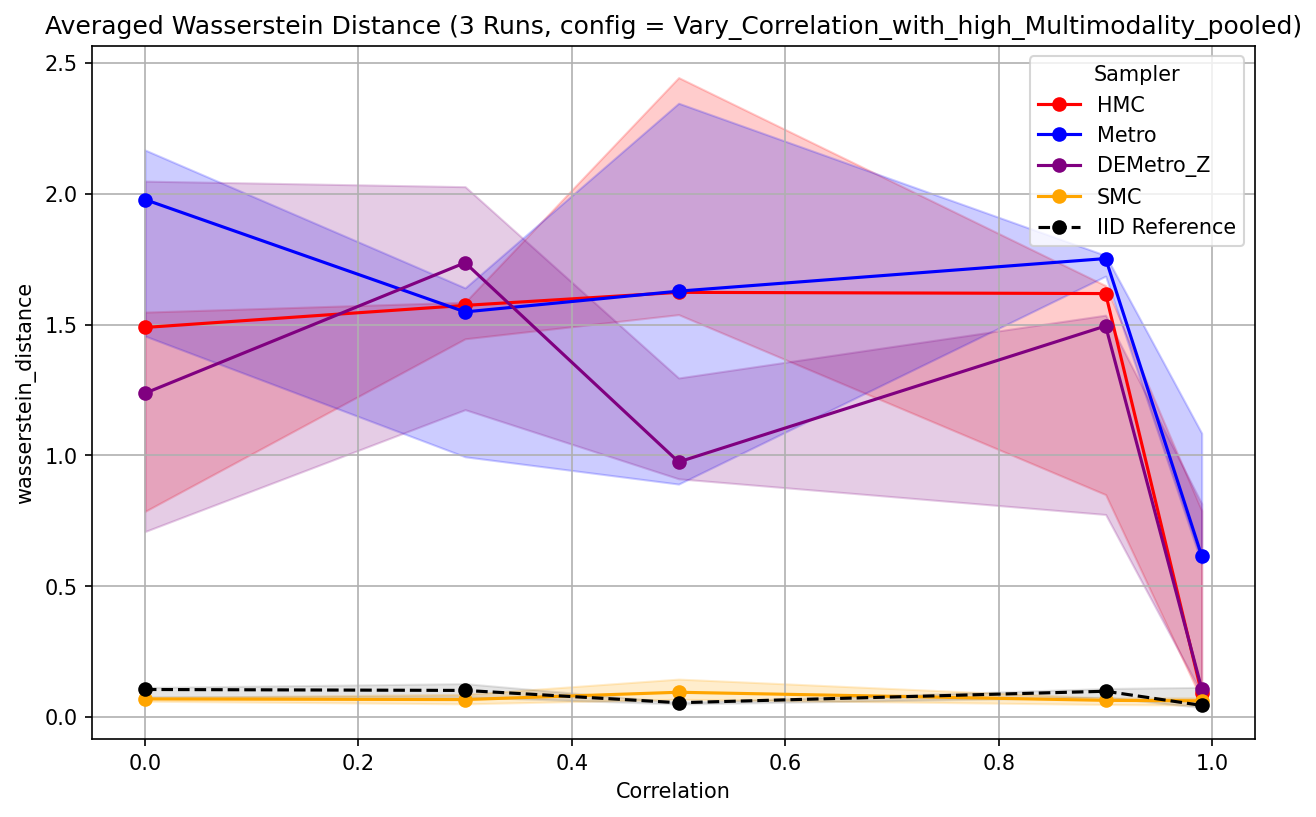 Averaged Wasserstein Distance (3 Runs, config = Vary_Correlation_with_high_Multimodality_pooled)
wasserstein_distance
2.5
2.0
1.5
1.0
0.5
0.0
Sampler
HMC
Metro
DEMetro_Z
SMC
IID Reference
0.0
0.2
0.4
0.6
0.8
1.0
Correlation